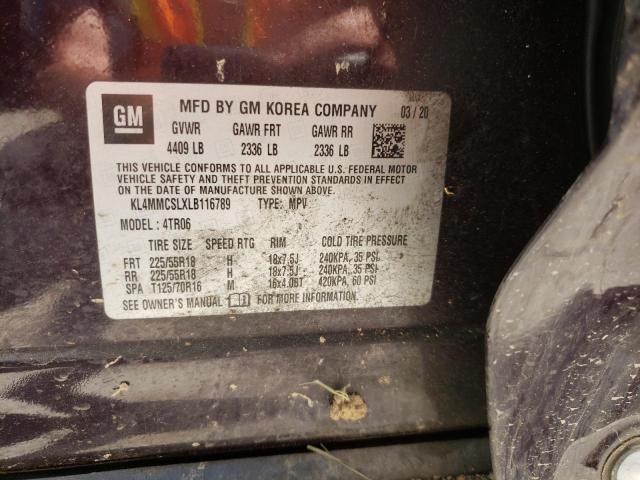 GM MFD BY GM KOREA COMPANY 03/20
GVWR GAWR FRT GAWR RR
4409 LB 2336 LB 2336 LB
THIS VEHICLE CONFORMS TO ALL APPLICABLE U.S. FEDERAL MOTOR
VEHICLE SAFETY AND THEFT PREVENTION STANDARDS IN EFFECT ON THE
DATE OF MANUFACTURE SHOWN ABOVE.
KL4MMCSLXLB116789 TYPE: MPV
MODEL: 4TR06
TIRE SIZE SPEED RTG RIM COLD TIRE PRESSURE
FRT 225/55R18 H 18x7.5J 240KPA, 35 PSI
RR 225/55R18 H 18x7.5J 240KPA, 35 PSI
SPA T125/70R16 M 16x4.0BT 420KPA, 60 PSI
SEE OWNER'S MANUAL FOR MORE INFORMATION.